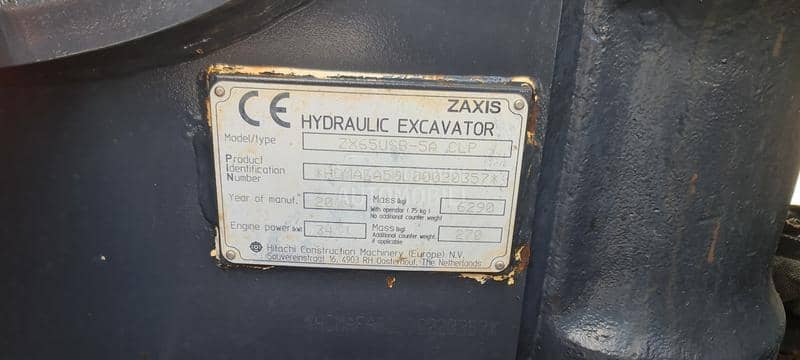 CE
ZAXIS
HYDRAULIC EXCAVATOR
Model/type ZX65USB-5A CLP
Product Identification Number
Year of manuf.
Mass(kg) 6290
With operator (75 kg)
No additional counter weight
Engine power(kW)
Mass(kg) 270
Additional counter weight, if applicable
Hitachi Construction Machinery (Europe) N.V.
Souvereinstraat 16, 4903 RH Oosterhout, The Netherlands